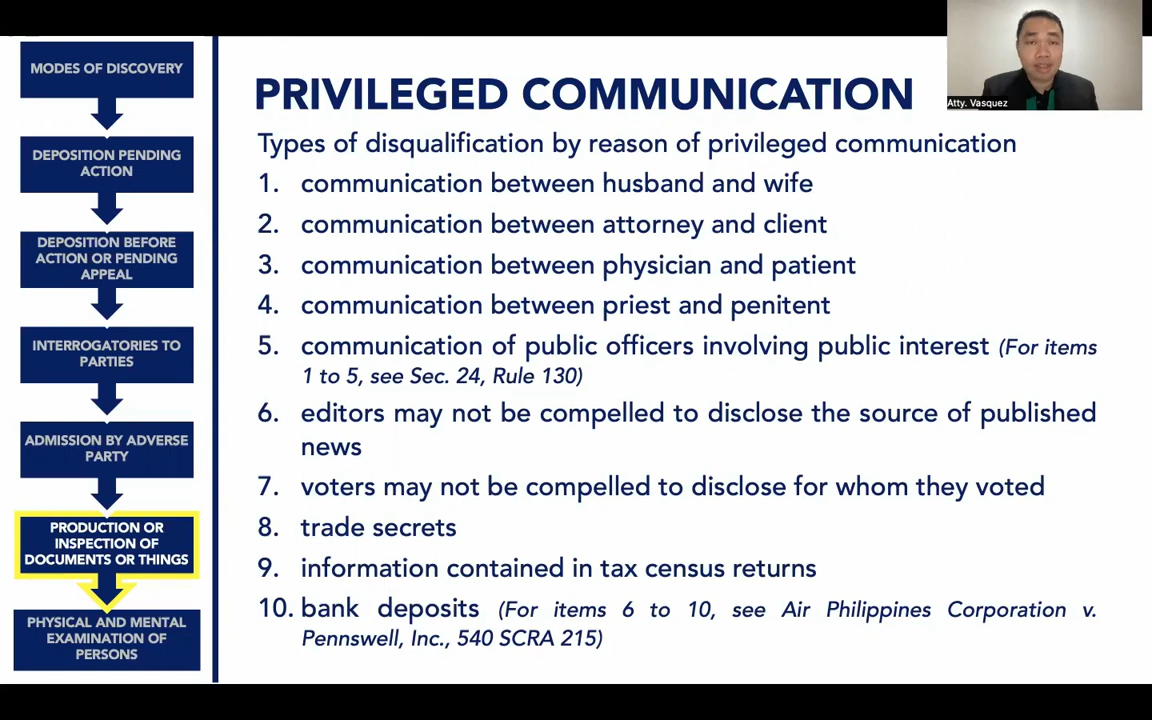 MODES OF DISCOVERY
DEPOSITION PENDING
ACTION
DEPOSITION BEFORE
ACTION OR PENDING
APPEAL
INTERROGATORIES TO
PARTIES
ADMISSION BY ADVERSE
PARTY
PRODUCTION OR
INSPECTION OF
DOCUMENTS OR THINGS
PHYSICAL AND MENTAL
EXAMINATION OF
PERSONS
PRIVILEGED COMMUNICATION
Atty. Vasquez
Types of disqualification by reason of privileged communication
1. communication between husband and wife
2. communication between attorney and client
3. communication between physician and patient
4. communication between priest and penitent
5. communication of public officers involving public interest (For items
1 to 5, see Sec. 24, Rule 130)
6. editors may not be compelled to disclose the source of published
news
7. voters may not be compelled to disclose for whom they voted
8. trade secrets
9. information contained in tax census returns
10. bank deposits (For items 6 to 10, see Air Philippines Corporation v.
Pennswell, Inc., 540 SCRA 215)